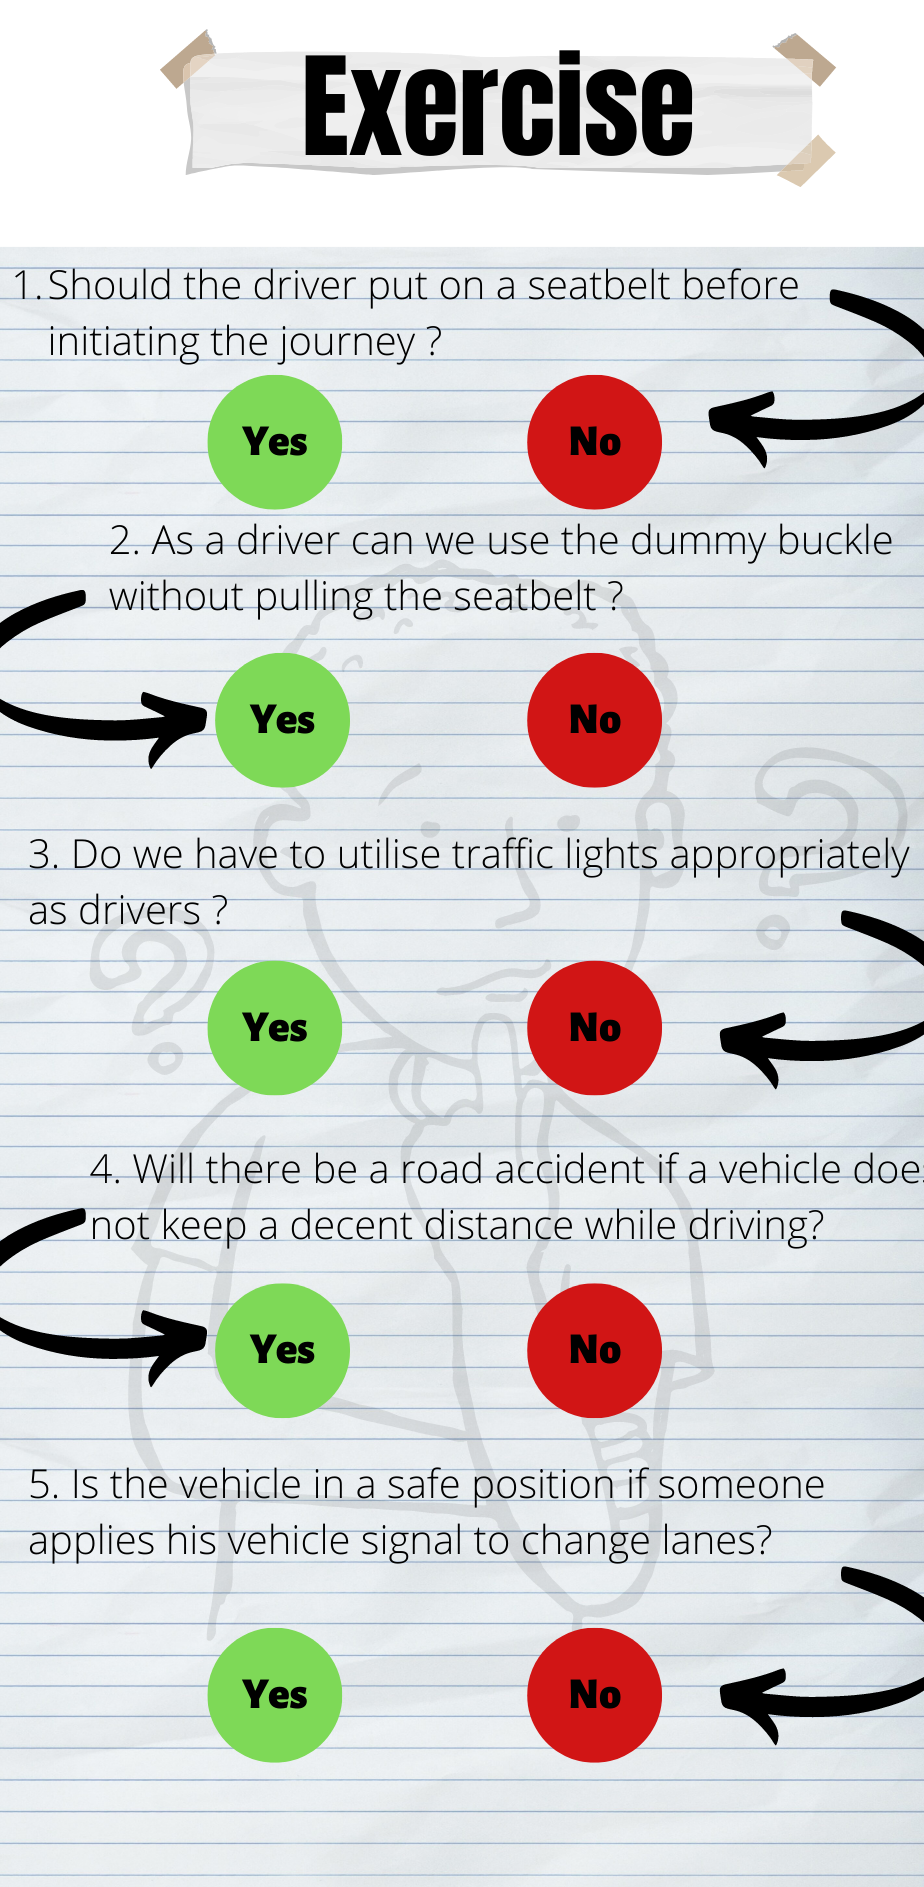 Exercise
1. Should the driver put on a seatbelt before
initiating the journey ?
Yes No
2. As a driver can we use the dummy buckle
without pulling the seatbelt ?
Yes No
3. Do we have to utilise traffic lights appropriately
as drivers ?
Yes No
4. Will there be a road accident if a vehicle doe
not keep a decent distance while driving?
Yes No
5. Is the vehicle in a safe position if someone
applies his vehicle signal to change lanes?
Yes No